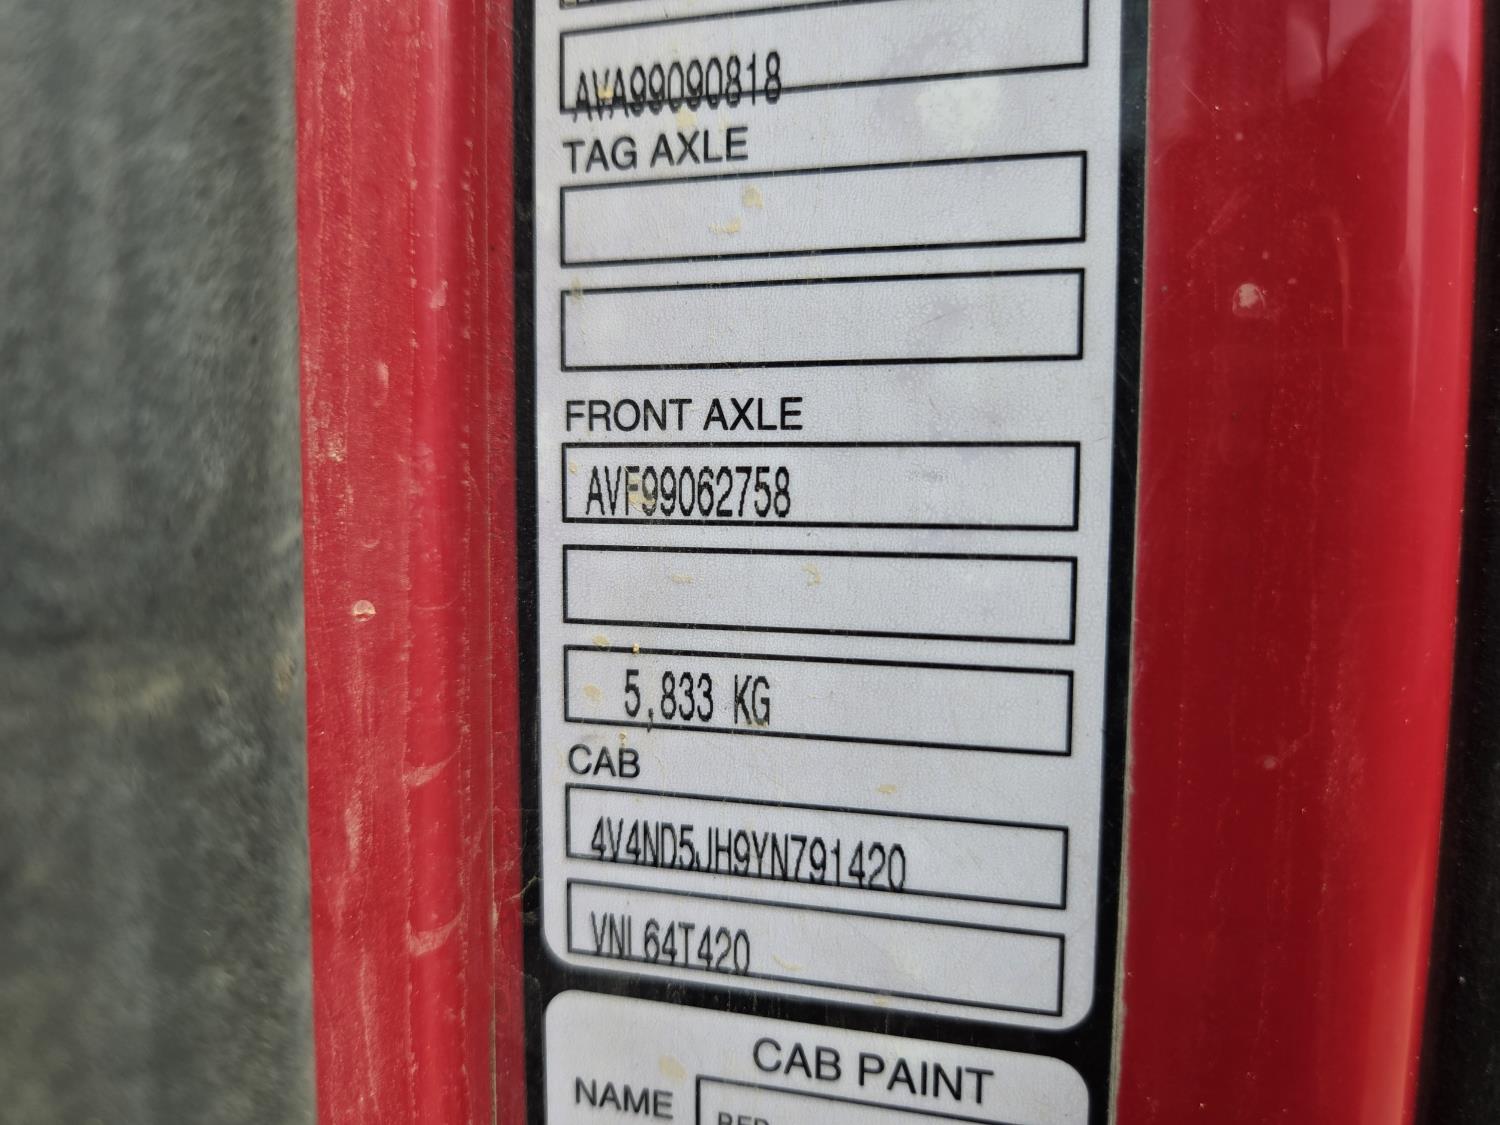 AVA99090818
TAG AXLE
FRONT AXLE
AVF99062758
5,833 KG
CAB
4V4ND5JH9YN791420
VNL64T420
CAB PAINT
NAME